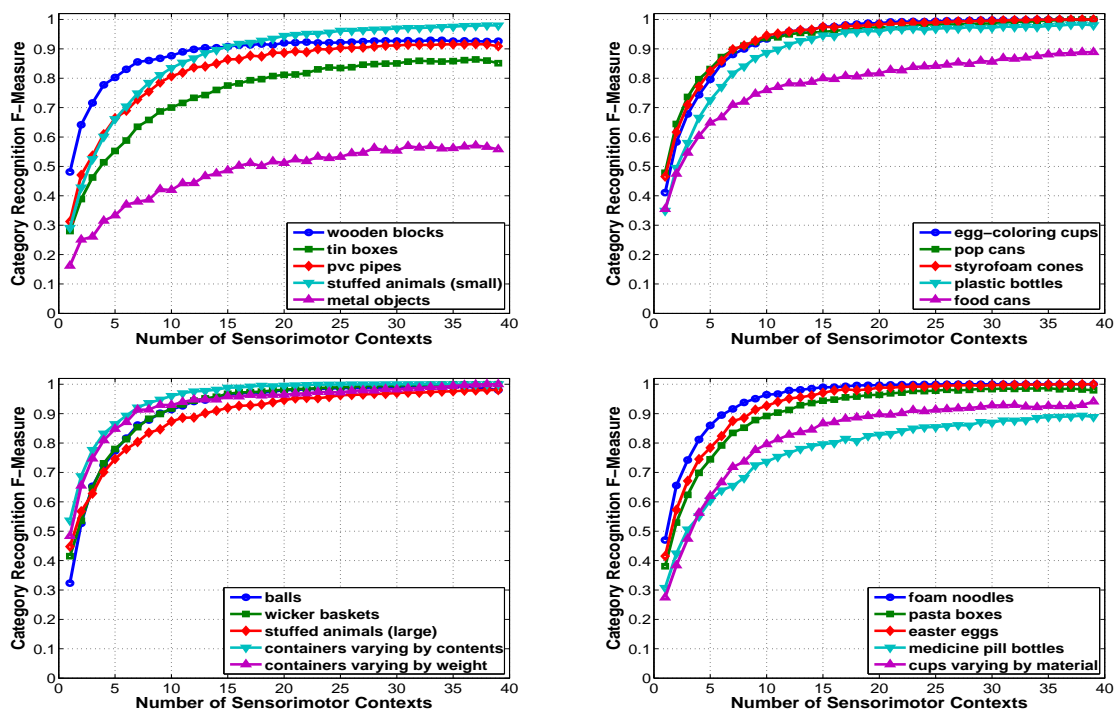 Category Recognition F−Measure
1
0.9
0.8
0.7
0.6
0.5
0.4
0.3
0.2
0.1
0
0 5 10 15 20 25 30 35 40
Number of Sensorimotor Contexts
wooden blocks
tin boxes
pvc pipes
stuffed animals (small)
metal objects
Category Recognition F−Measure
1
0.9
0.8
0.7
0.6
0.5
0.4
0.3
0.2
0.1
0
0 5 10 15 20 25 30 35 40
Number of Sensorimotor Contexts
egg−coloring cups
pop cans
styrofoam cones
plastic bottles
food cans
Category Recognition F−Measure
1
0.9
0.8
0.7
0.6
0.5
0.4
0.3
0.2
0.1
0
0 5 10 15 20 25 30 35 40
Number of Sensorimotor Contexts
balls
wicker baskets
stuffed animals (large)
containers varying by contents
containers varying by weight
Category Recognition F−Measure
1
0.9
0.8
0.7
0.6
0.5
0.4
0.3
0.2
0.1
0
0 5 10 15 20 25 30 35 40
Number of Sensorimotor Contexts
foam noodles
pasta boxes
easter eggs
medicine pill bottles
cups varying by material